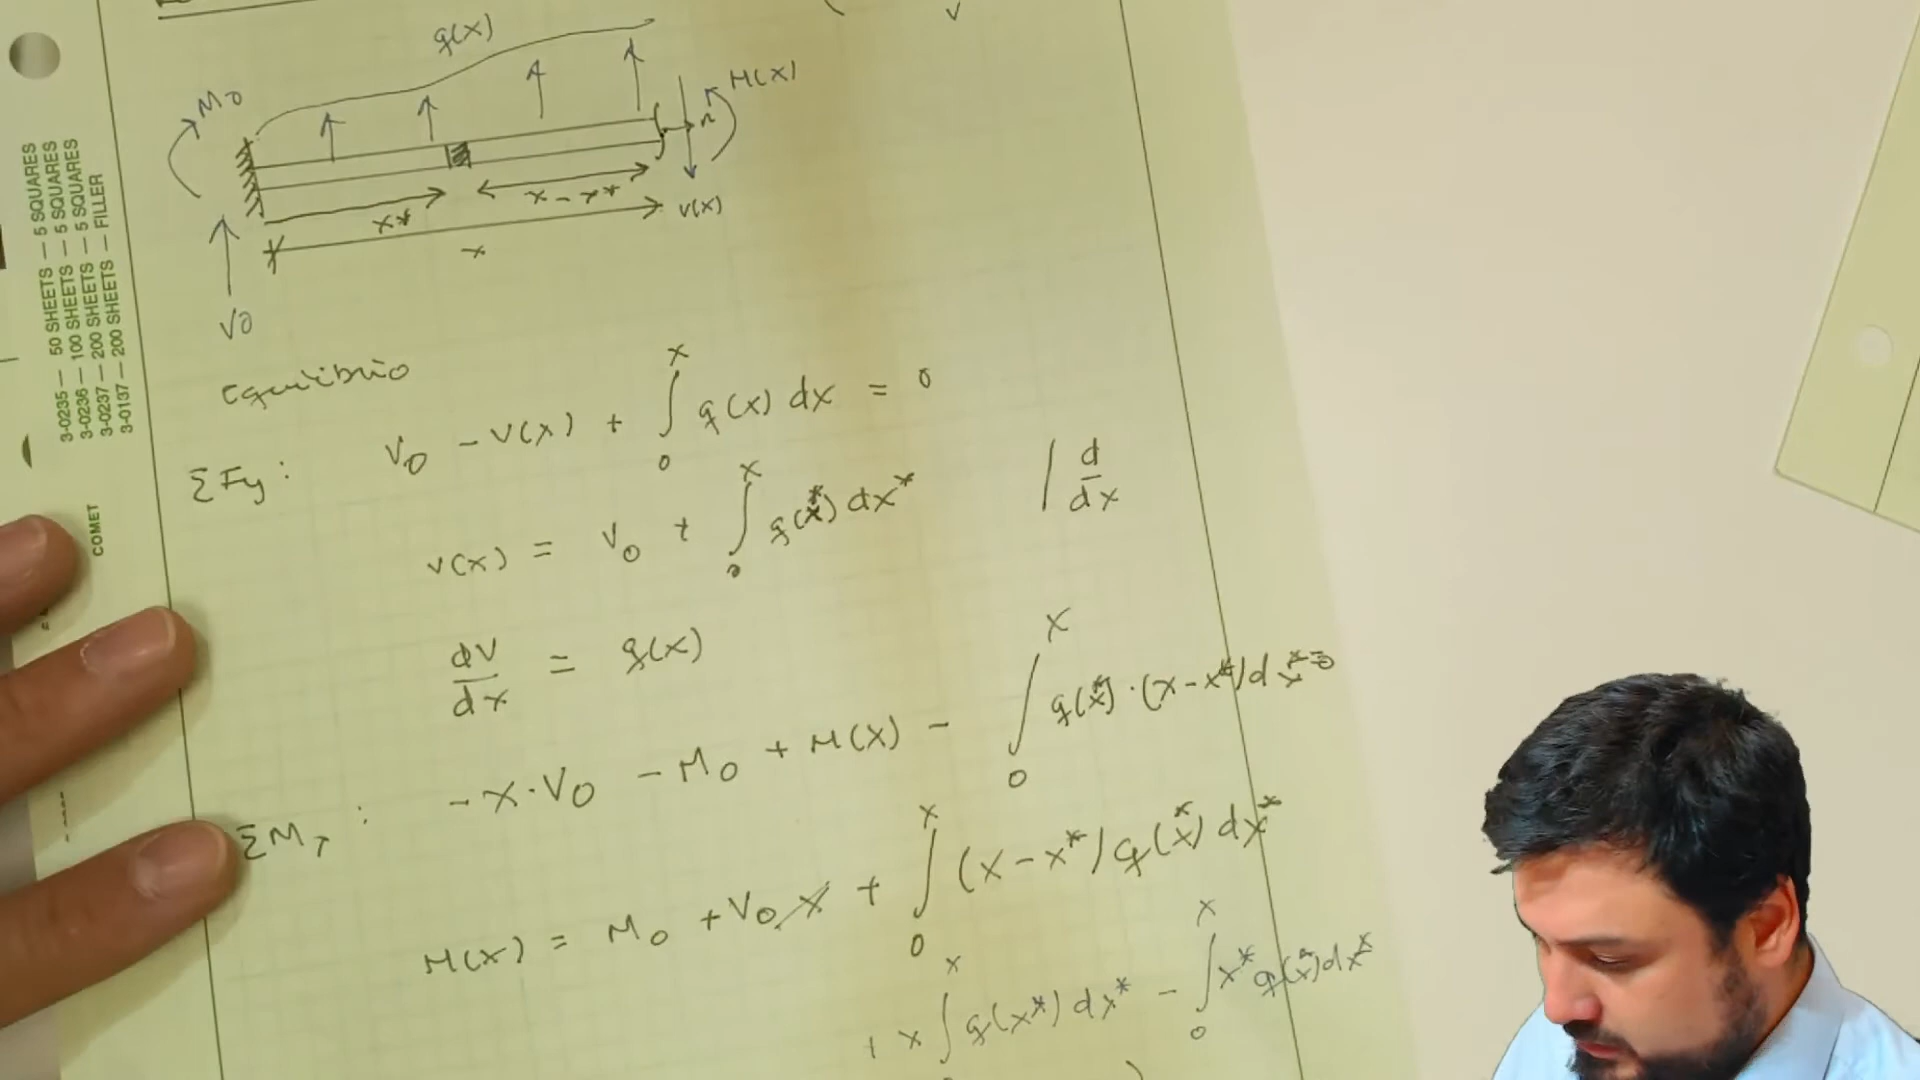 3-0235 — 50 SHEETS — 5 SQUARES
3-0236 — 100 SHEETS — 5 SQUARES
3-0237 — 200 SHEETS — 5 SQUARES
3-0137 — 200 SHEETS — FILLER
COMET
q(x)
M0
M(x)
n
x*
x - x*
V(x)
x
V0
Equilibrio
ΣFy: V0 - V(x) + ∫₀ˣ q(x) dx = 0
V(x) = V0 + ∫₀ˣ q(x*) dx* / d/dx
dV/dx = q(x)
ΣM, : -x·V0 - M0 + M(x) - ∫₀ˣ q(x*)·(x-x*) dx* = 0
M(x) = M0 + V0 x + ∫₀ˣ (x-x*) q(x*) dx*
+ x ∫ q(x*) dx* - ∫₀ˣ x* q(x*) dx*